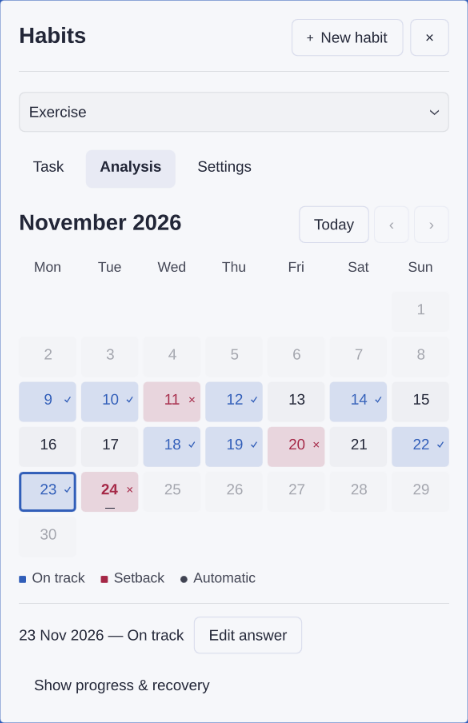 Habits
+ New habit ×
Exercise
Task Analysis Settings
November 2026
Today ‹ ›
Mon Tue Wed Thu Fri Sat Sun
1
2 3 4 5 6 7 8
9 ✓ 10 ✓ 11 × 12 ✓ 13 14 ✓ 15
16 17 18 ✓ 19 ✓ 20 × 21 22 ✓
23 ✓ 24 × 25 26 27 28 29
30
On track Setback Automatic
23 Nov 2026 — On track Edit answer
Show progress & recovery